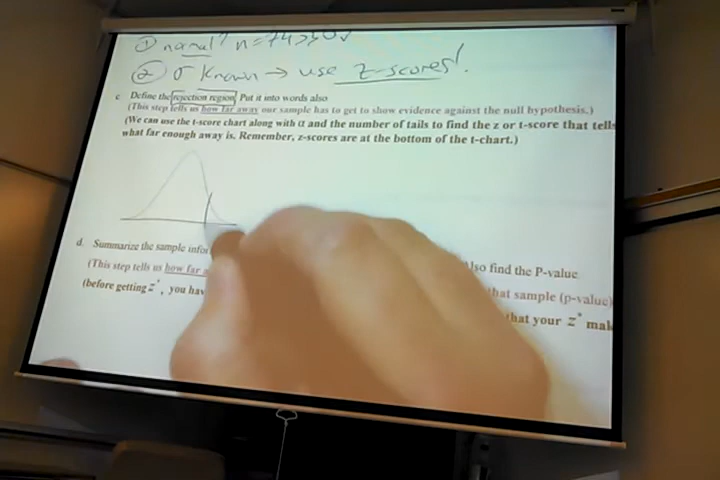 ① normal? n=74≥30✓
② σ known → use z-scores!
c Define the rejection region. Put it into words also
(This step tells us how far away our sample has to get to show evidence against the null hypothesis.)
(We can use the t-score chart along with α and the number of tails to find the z or t-score that tells
what far enough away is. Remember, z-scores are at the bottom of the t-chart.)
d. Summarize the sample infor Also find the P-value
(This step tells us how far a that sample (p-value)
(before getting z*, you hav that your z* mak